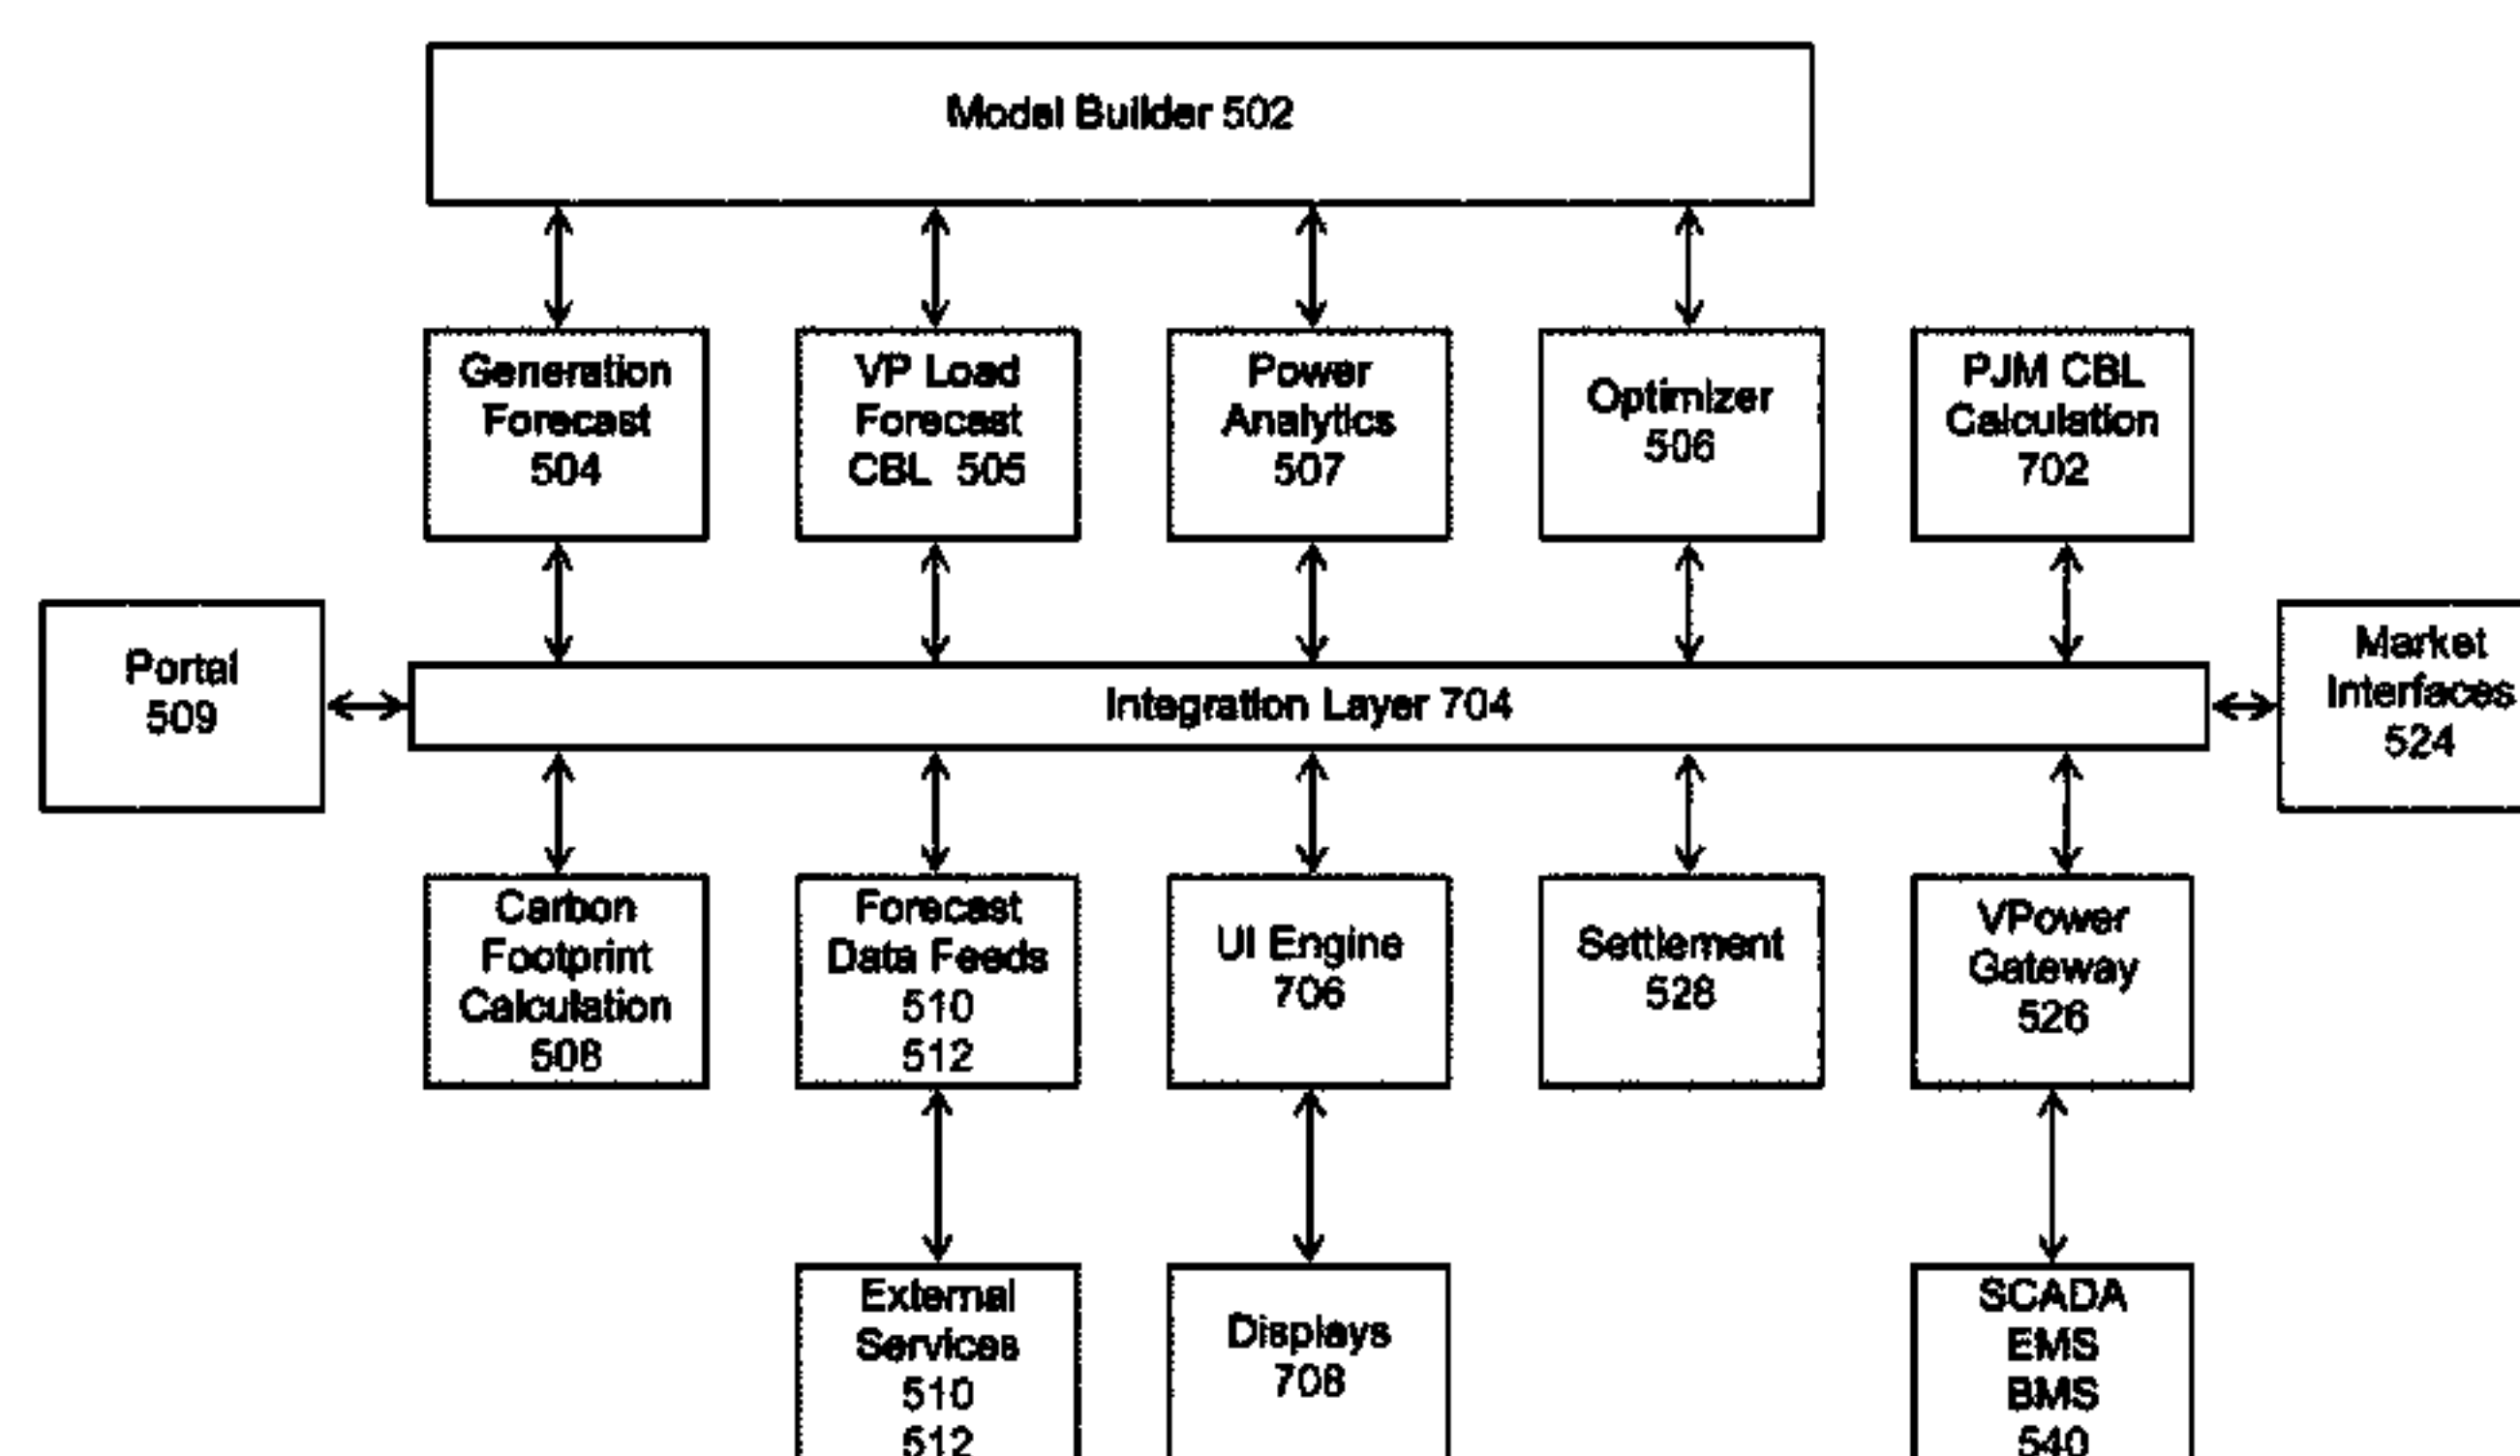 Model Builder 502
Generation
Forecast
504
VP Load
Forecast
CBL 505
Power
Analytics
507
Optimizer
506
PJM CBL
Calculation
702
Portal
509
Integration Layer 704
Market
Interfaces
524
Carbon
Footprint
Calculation
508
Forecast
Data Feeds
510
512
UI Engine
706
Settlement
528
VPower
Gateway
526
External
Services
510
512
Displays
708
SCADA
EMS
BMS
540